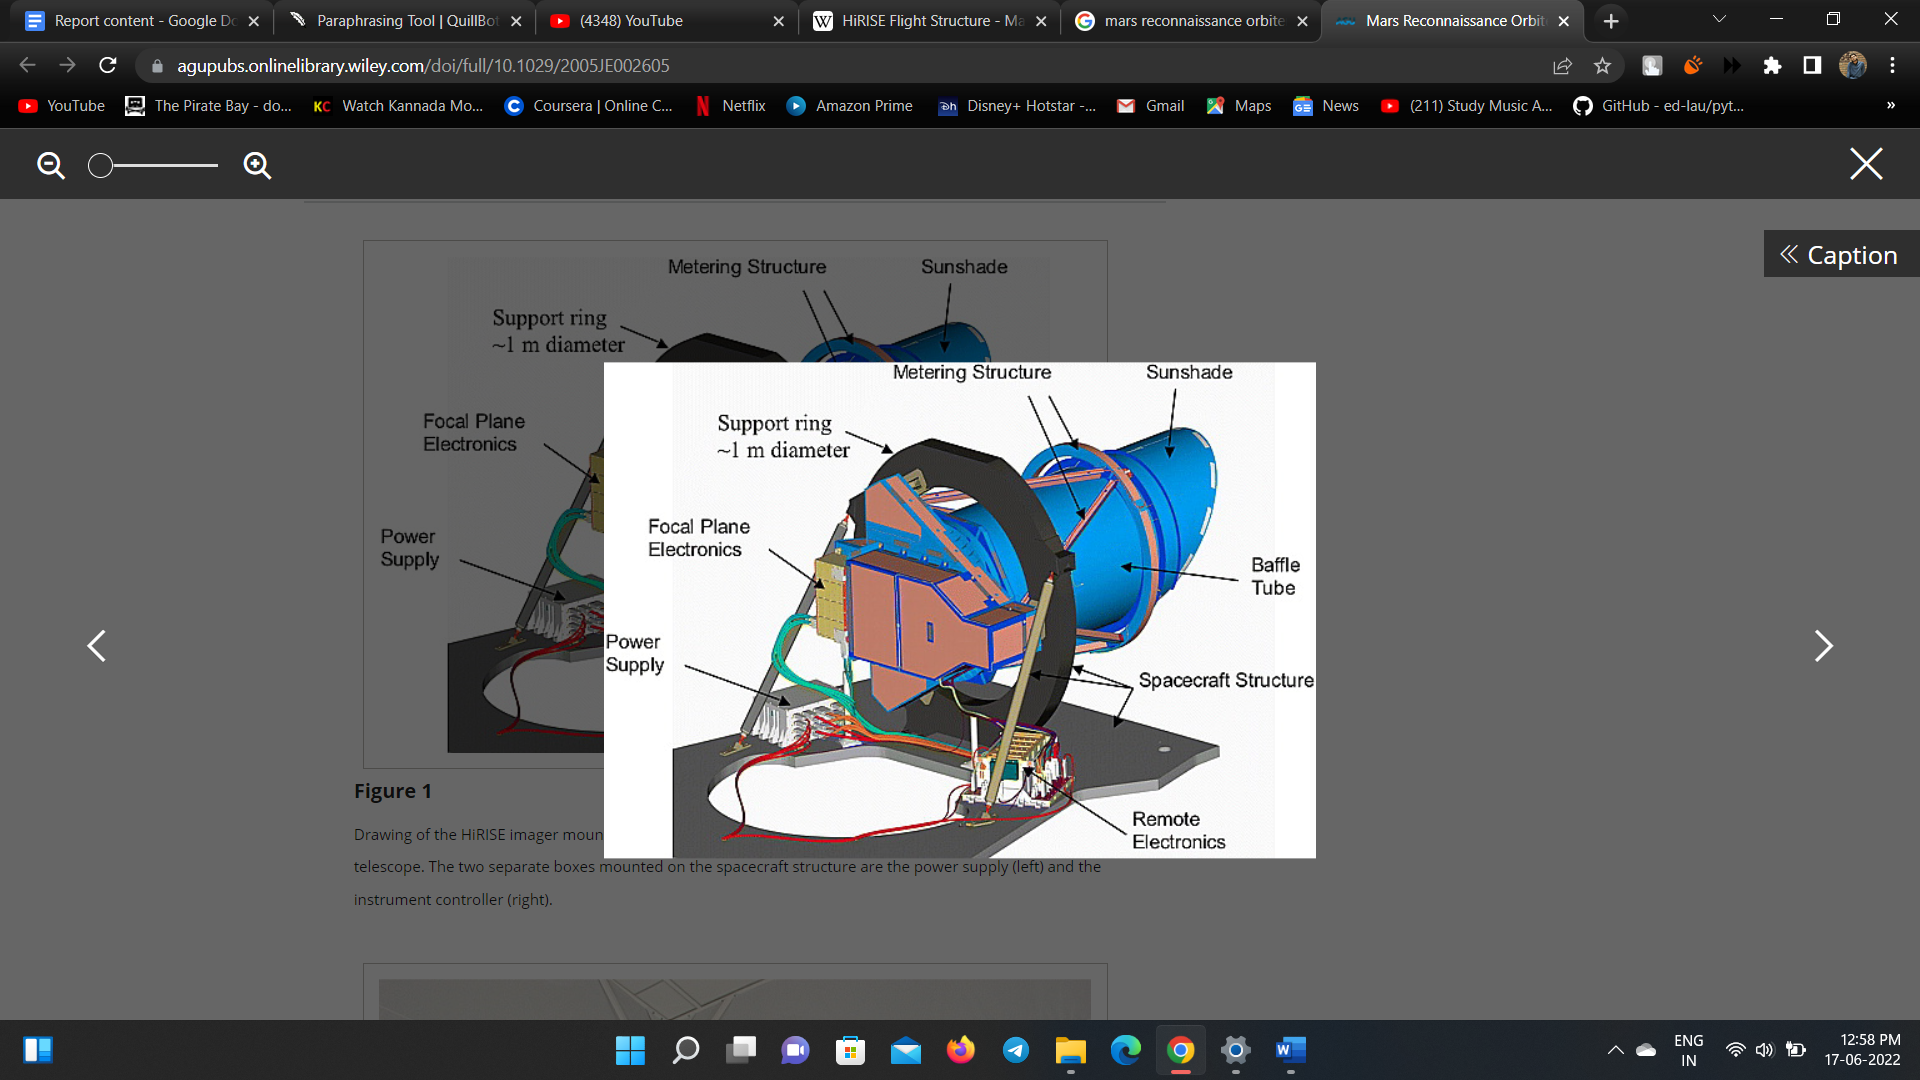 Report content - Google Do
Paraphrasing Tool | QuillBot
(4348) YouTube
HiRISE Flight Structure - Ma
mars reconnaissance orbite
Mars Reconnaissance Orbit
agupubs.onlinelibrary.wiley.com/doi/full/10.1029/2005JE002605
YouTube
The Pirate Bay - do...
KC Watch Kannada Mo...
Coursera | Online C...
Netflix
Amazon Prime
Disney+ Hotstar -...
Gmail
Maps
News
(211) Study Music A...
GitHub - ed-lau/pyt...
»
Caption
Metering Structure
Sunshade
Support ring
~1 m diameter
Focal Plane
Electronics
Power
Supply
Metering Structure
Sunshade
Support ring
~1 m diameter
Focal Plane
Electronics
Baffle
Tube
Power
Supply
Spacecraft Structure
Remote
Electronics
Figure 1
Drawing of the HiRISE imager moun
telescope. The two separate boxes mounted on the spacecraft structure are the power supply (left) and the
instrument controller (right).
ENG
IN
12:58 PM
17-06-2022